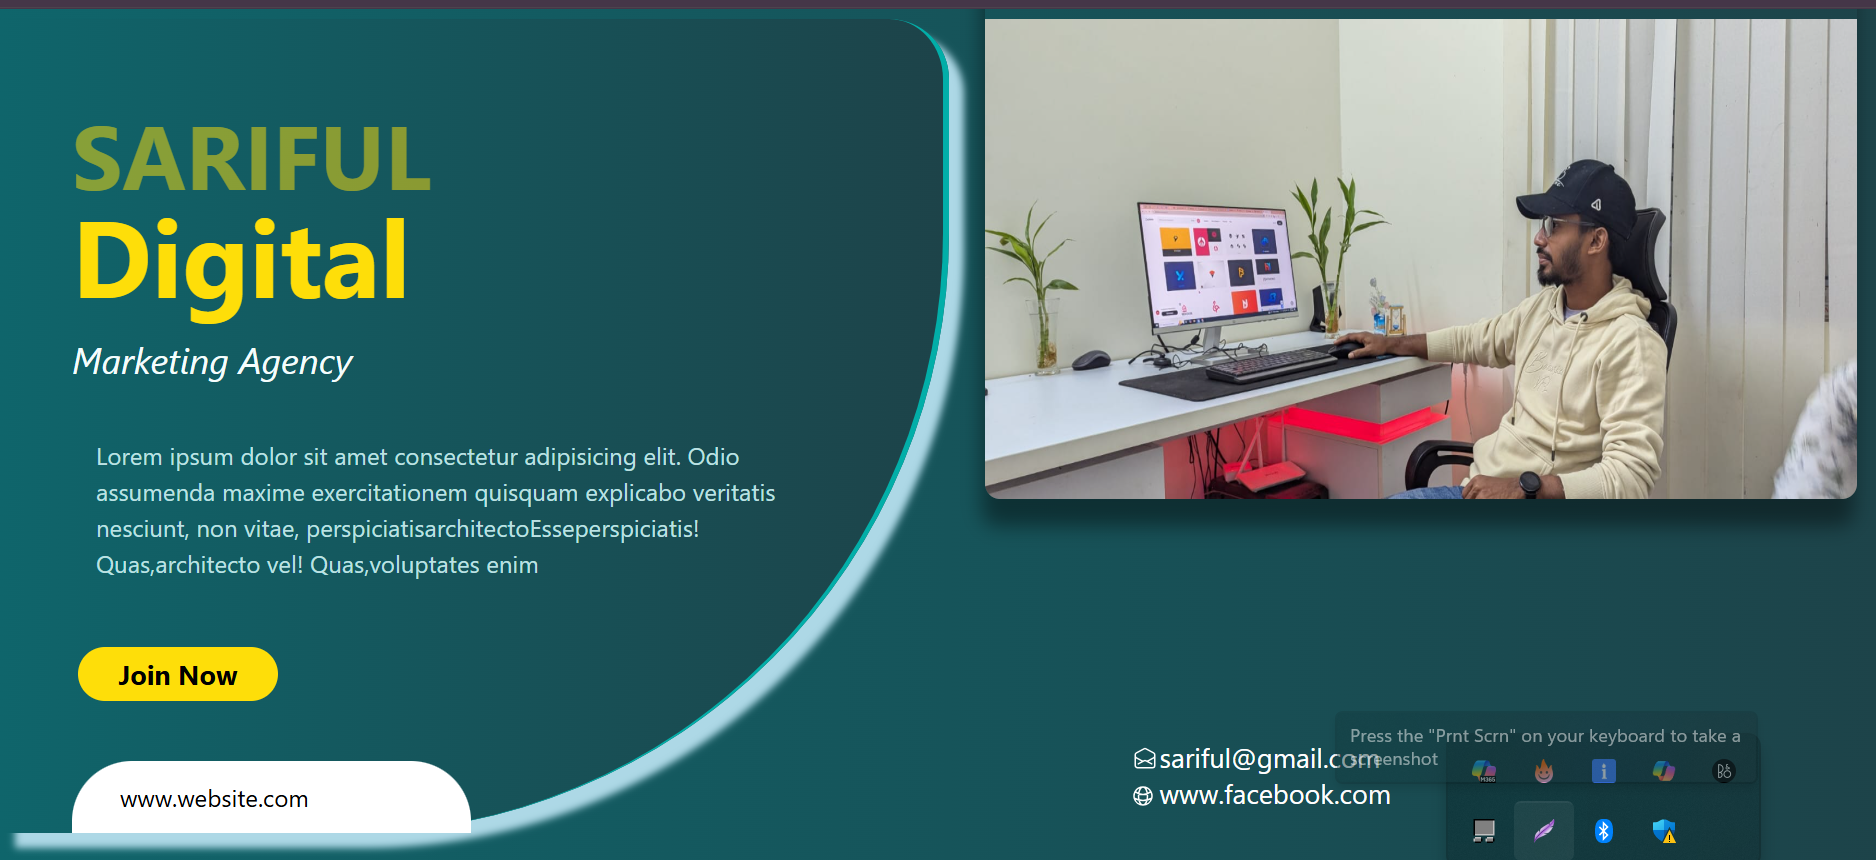 SARIFUL
Digital
Marketing Agency
Lorem ipsum dolor sit amet consectetur adipisicing elit. Odio
assumenda maxime exercitationem quisquam explicabo veritatis
nesciunt, non vitae, perspiciatisarchitectoEsseperspiciatis!
Quas,architecto vel! Quas,voluptates enim
Join Now
www.website.com
sariful@gmail.com
www.facebook.com
Press the "Prnt Scrn" on your keyboard to take a
screenshot
M365